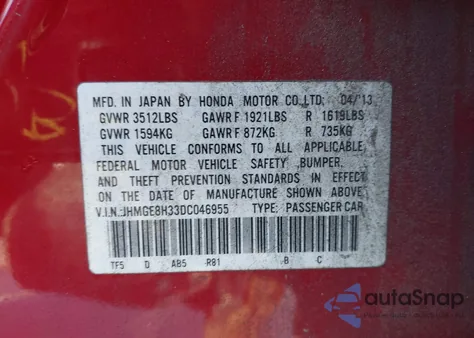 MFD. IN JAPAN BY HONDA MOTOR CO.,LTD. 04/'13
GVWR 3512LBS GAWR F 1921LBS R 1619LBS
GVWR 1594KG GAWR F 872KG R 735KG
THIS VEHICLE CONFORMS TO ALL APPLICABLE
FEDERAL MOTOR VEHICLE SAFETY ,BUMPER,
AND THEFT PREVENTION STANDARDS IN EFFECT
ON THE DATE OF MANUFACTURE SHOWN ABOVE.
V.I.N.:JHMGE8H33DC046955 TYPE: PASSENGER CAR
TF5 D AB5 R81 B C
autoSnap